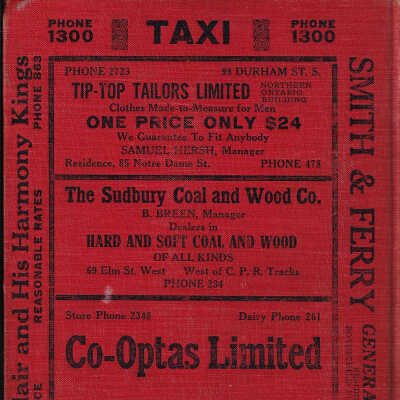 PHONE 1300 TAXI PHONE 1300
PHONE 2723 98 DURHAM ST. S.
TIP-TOP TAILORS LIMITED NORTHERN ONTARIO BUILDING
Clothes Made-to-Measure for Men
ONE PRICE ONLY $24
We Guarantee To Fit Anybody
SAMUEL HERSH, Manager
Residence, 85 Notre Dame St. PHONE 478
The Sudbury Coal and Wood Co.
B. BREEN, Manager
Dealers in
HARD AND SOFT COAL AND WOOD
OF ALL KINDS
69 Elm St. West West of C. P. R. Tracks
PHONE 234
Store Phone 2348 Dairy Phone 261
Co-Optas Limited
air and His Harmony Kings
REASONABLE RATES PHONE 863
SMITH & FERRY
GENERA